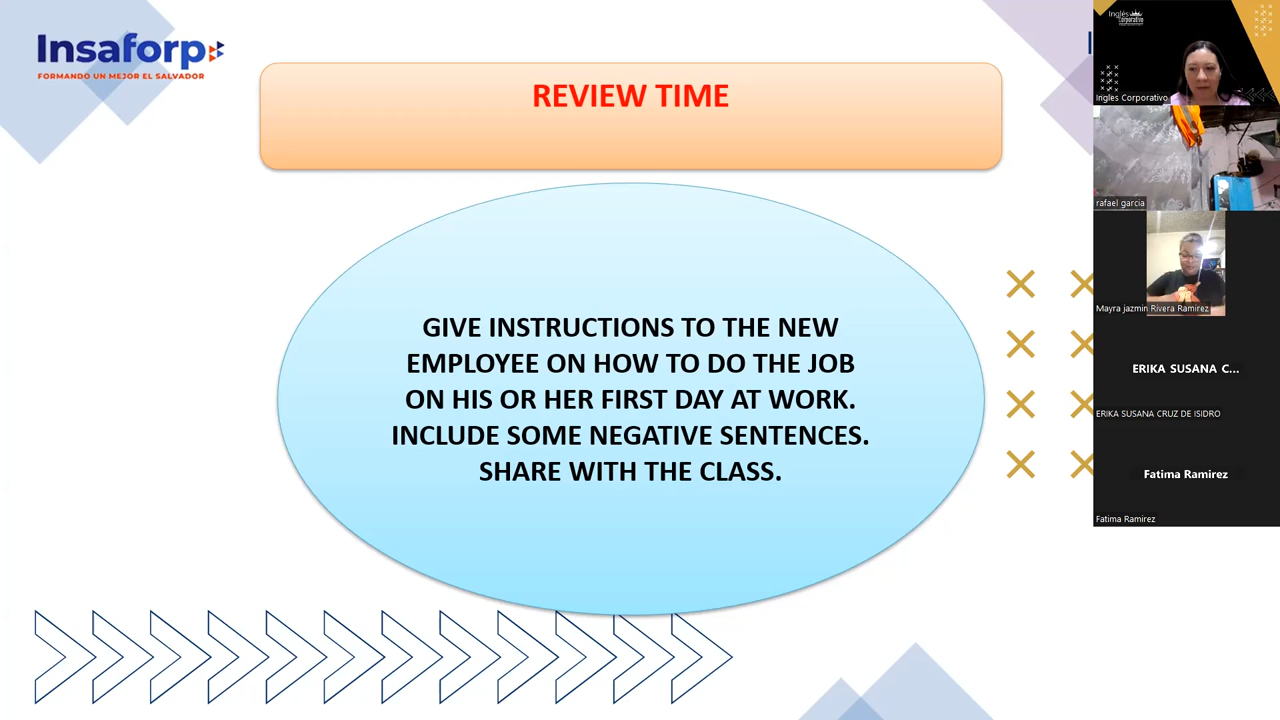 Insaforp
FORMANDO UN MEJOR EL SALVADOR
REVIEW TIME
GIVE INSTRUCTIONS TO THE NEW
EMPLOYEE ON HOW TO DO THE JOB
ON HIS OR HER FIRST DAY AT WORK.
INCLUDE SOME NEGATIVE SENTENCES.
SHARE WITH THE CLASS.
Inglés
Corporativo
Ingles Corporativo
rafael garcia
Mayra jazmin Rivera Ramirez
ERIKA SUSANA C...
ERIKA SUSANA CRUZ DE ISIDRO
Fatima Ramirez
Fatima Ramirez